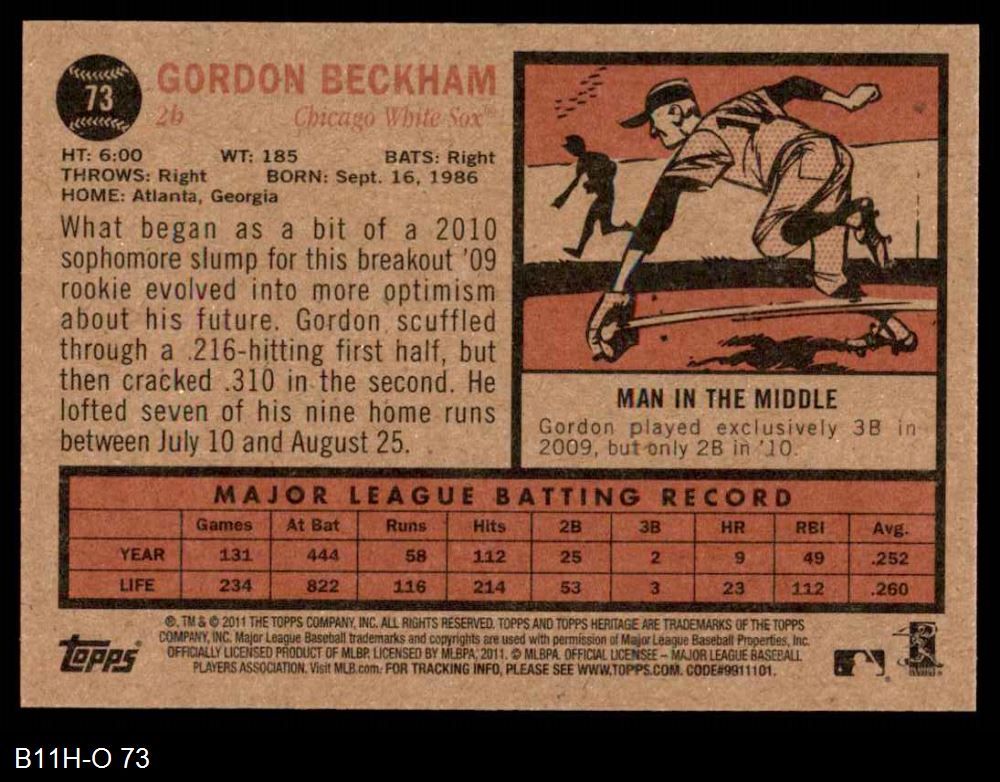 73
GORDON BECKHAM
2b Chicago White Sox™
HT: 6:00 WT: 185 BATS: Right
THROWS: Right BORN: Sept. 16, 1986
HOME: Atlanta, Georgia
What began as a bit of a 2010
sophomore slump for this breakout '09
rookie evolved into more optimism
about his future. Gordon scuffled
through a .216-hitting first half, but
then cracked .310 in the second. He
lofted seven of his nine home runs
between July 10 and August 25.
MAN IN THE MIDDLE
Gordon played exclusively 3B in
2009, but only 2B in '10.
MAJOR LEAGUE BATTING RECORD
Games At Bat Runs Hits 2B 3B HR RBI Avg.
YEAR 131 444 58 112 25 2 9 49 .252
LIFE 234 822 116 214 53 3 23 112 .260
®, TM & © 2011 THE TOPPS COMPANY, INC. ALL RIGHTS RESERVED. TOPPS AND TOPPS HERITAGE ARE TRADEMARKS OF THE TOPPS
COMPANY, INC. Major League Baseball trademarks and copyrights are used with permission of Major League Baseball Properties, Inc.
OFFICIALLY LICENSED PRODUCT OF MLBP. LICENSED BY MLBPA, 2011. © MLBPA. OFFICIAL LICENSEE – MAJOR LEAGUE BASEBALL
PLAYERS ASSOCIATION. Visit MLB.com. FOR TRACKING INFO, PLEASE SEE WWW.TOPPS.COM. CODE#9911101.
topps
B11H-O 73